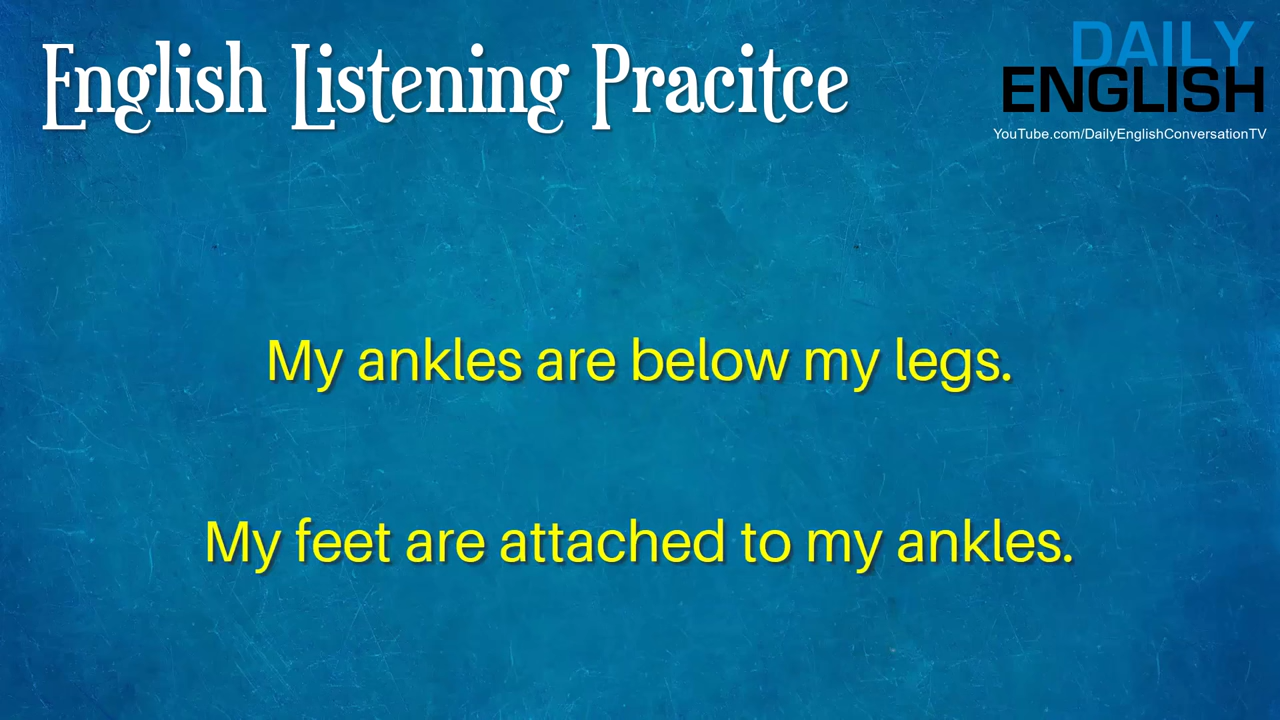 English Listening Pracitce
DAILY
ENGLISH
YouTube.com/DailyEnglishConversationTV
My ankles are below my legs.
My feet are attached to my ankles.